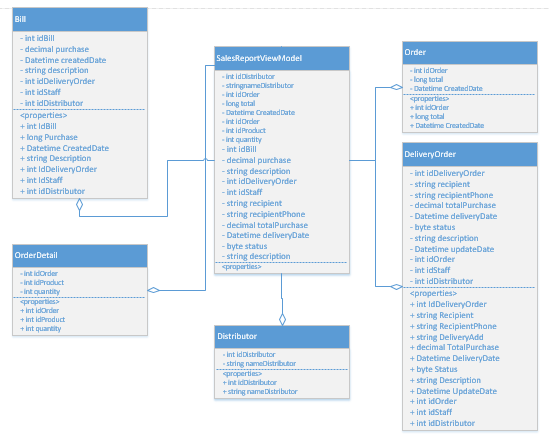 Bill
- int idBill
- decimal purchase
- Datetime createdDate
- string description
- int idDeliveryOrder
- int idStaff
- int idDistributor
<properties>
+ int IdBill
+ long Purchase
+ Datetime CreatedDate
+ string Description
+ int IdDeliveryOrder
+ int IdStaff
+ int idDistributor
OrderDetail
- int idOrder
- int idProduct
- int quantity
<properties>
+ int idOrder
+ int idProduct
+ int quantity
SalesReportViewModel
- int idDistributor
- stringnameDistributor
- int idOrder
- long total
- Datetime CreatedDate
- int idOrder
- int idProduct
- int quantity
- int idBill
- decimal purchase
- string description
- int idDeliveryOrder
- int idStaff
- string recipient
- string recipientPhone
- decimal totalPurchase
- Datetime deliveryDate
- byte status
- string description
<properties>
Distributor
- int idDistributor
- string nameDistributor
<properties>
+ int idDistributor
+ string nameDistributor
Order
- int idOrder
- long total
- Datetime CreatedDate
<properties>
+ int idOrder
+ long total
+ Datetime CreatedDate
DeliveryOrder
- int idDeliveryOrder
- string recipient
- string recipientPhone
- decimal totalPurchase
- Datetime deliveryDate
- byte status
- string description
- Datetime updateDate
- int idOrder
- int idStaff
- int idDistributor
<properties>
+ int IdDeliveryOrder
+ string Recipient
+ string RecipientPhone
+ string DeliveryAdd
+ decimal TotalPurchase
+ Datetime DeliveryDate
+ byte Status
+ string Description
+ Datetime UpdateDate
+ int idOrder
+ int idStaff
+ int idDistributor